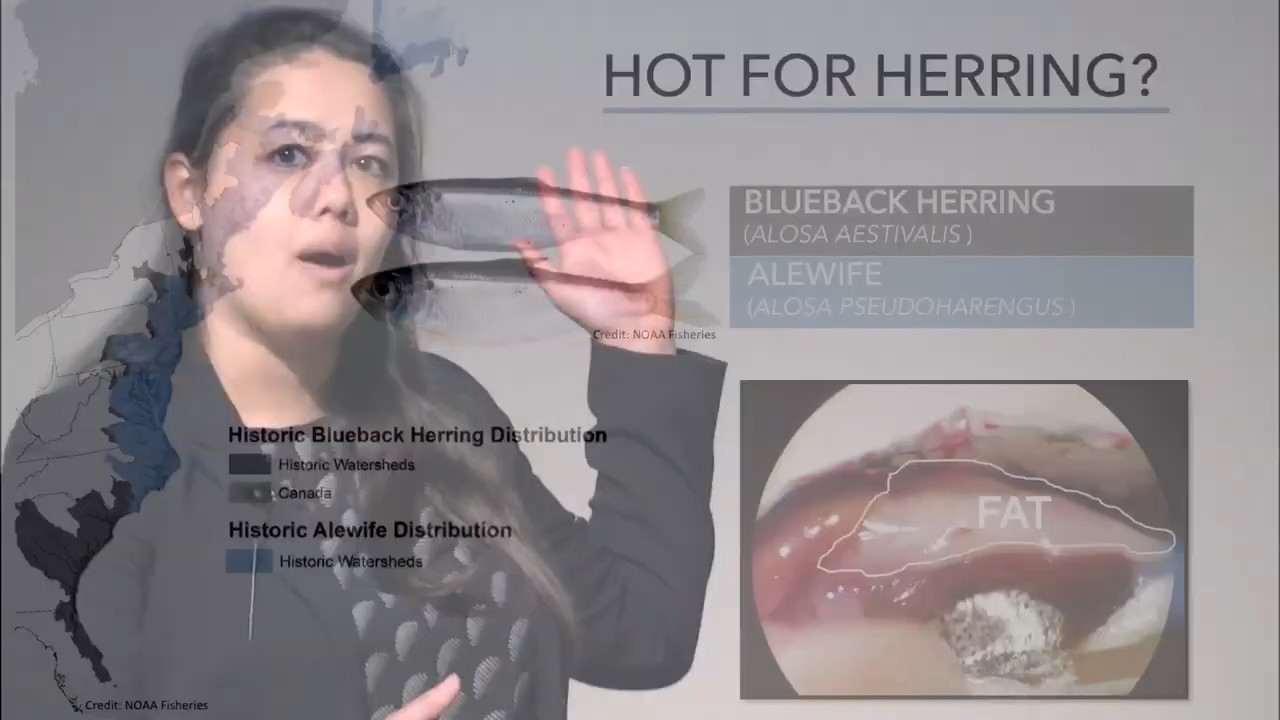 HOT FOR HERRING?
BLUEBACK HERRING
(ALOSA AESTIVALIS )
ALEWIFE
(ALOSA PSEUDOHARENGUS )
Credit: NOAA Fisheries
Historic Blueback Herring Distribution
Historic Watersheds
Canada
Historic Alewife Distribution
Historic Watersheds
FAT
Credit: NOAA Fisheries